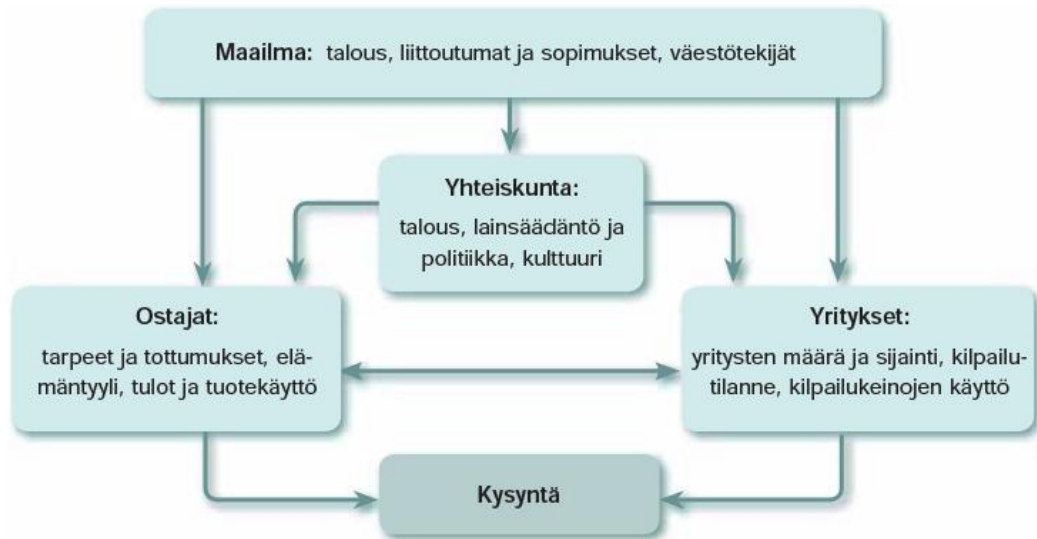 Maailma: talous, liittoutumat ja sopimukset, väestötekijät
Yhteiskunta:
talous, lainsäädäntö ja
politiikka, kulttuuri
Ostajat:
tarpeet ja tottumukset, elä-
mäntyyli, tulot ja tuotekäyttö
Yritykset:
yritysten määrä ja sijainti, kilpailu-
tilanne, kilpailukeinojen käyttö
Kysyntä